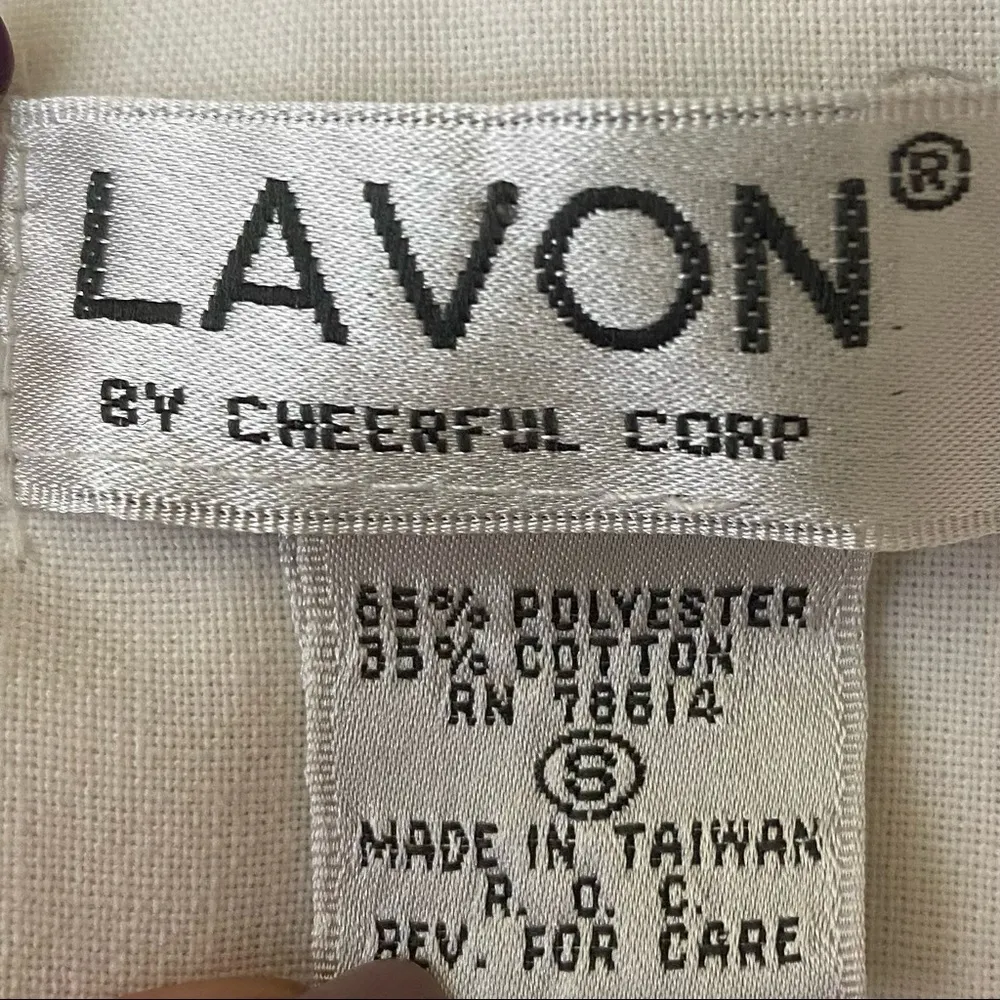 LAVON®
BY CHEERFUL CORP
65% POLYESTER
35% COTTON
RN 78614
S
MADE IN TAIWAN
R. O. C.
REV. FOR CARE